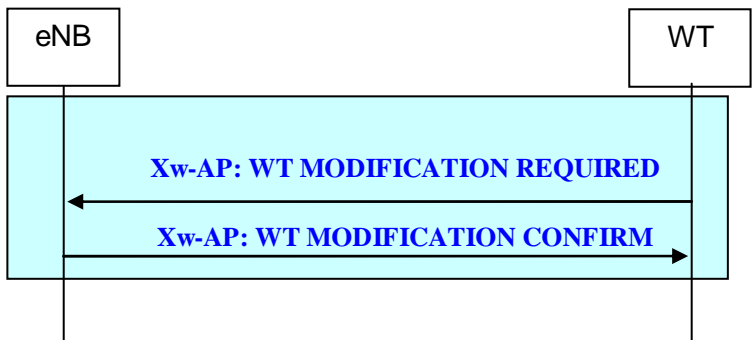 eNB
WT
Xw-AP: WT MODIFICATION REQUIRED
Xw-AP: WT MODIFICATION CONFIRM